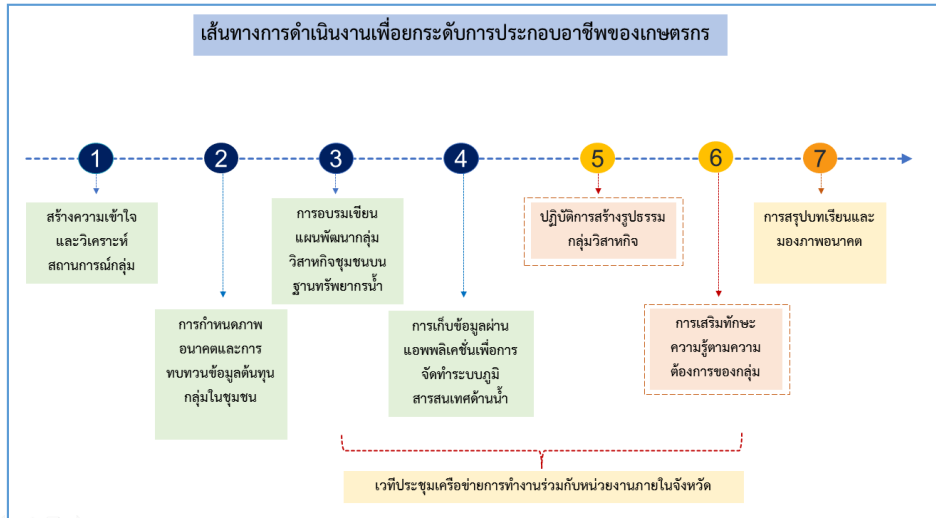 เส้นทางการดำเนินงานเพื่อยกระดับการประกอบอาชีพของเกษตรกร
1
2
3
4
5
6
7
สร้างความเข้าใจ
และวิเคราะห์
สถานการณ์กลุ่ม
การกำหนดภาพ
อนาคตและการ
ทบทวนข้อมูลต้นทุน
กลุ่มในชุมชน
การอบรมเขียน
แผนพัฒนากลุ่ม
วิสาหกิจชุมชนบน
ฐานทรัพยากรน้ำ
การเก็บข้อมูลผ่าน
แอพพลิเคชั่นเพื่อการ
จัดทำระบบภูมิ
สารสนเทศด้านน้ำ
ปฏิบัติการสร้างรูปธรรม
กลุ่มวิสาหกิจ
การเสริมทักษะ
ความรู้ตามความ
ต้องการของกลุ่ม
การสรุปบทเรียนและ
มองภาพอนาคต
เวทีประชุมเครือข่ายการทำงานร่วมกับหน่วยงานภายในจังหวัด